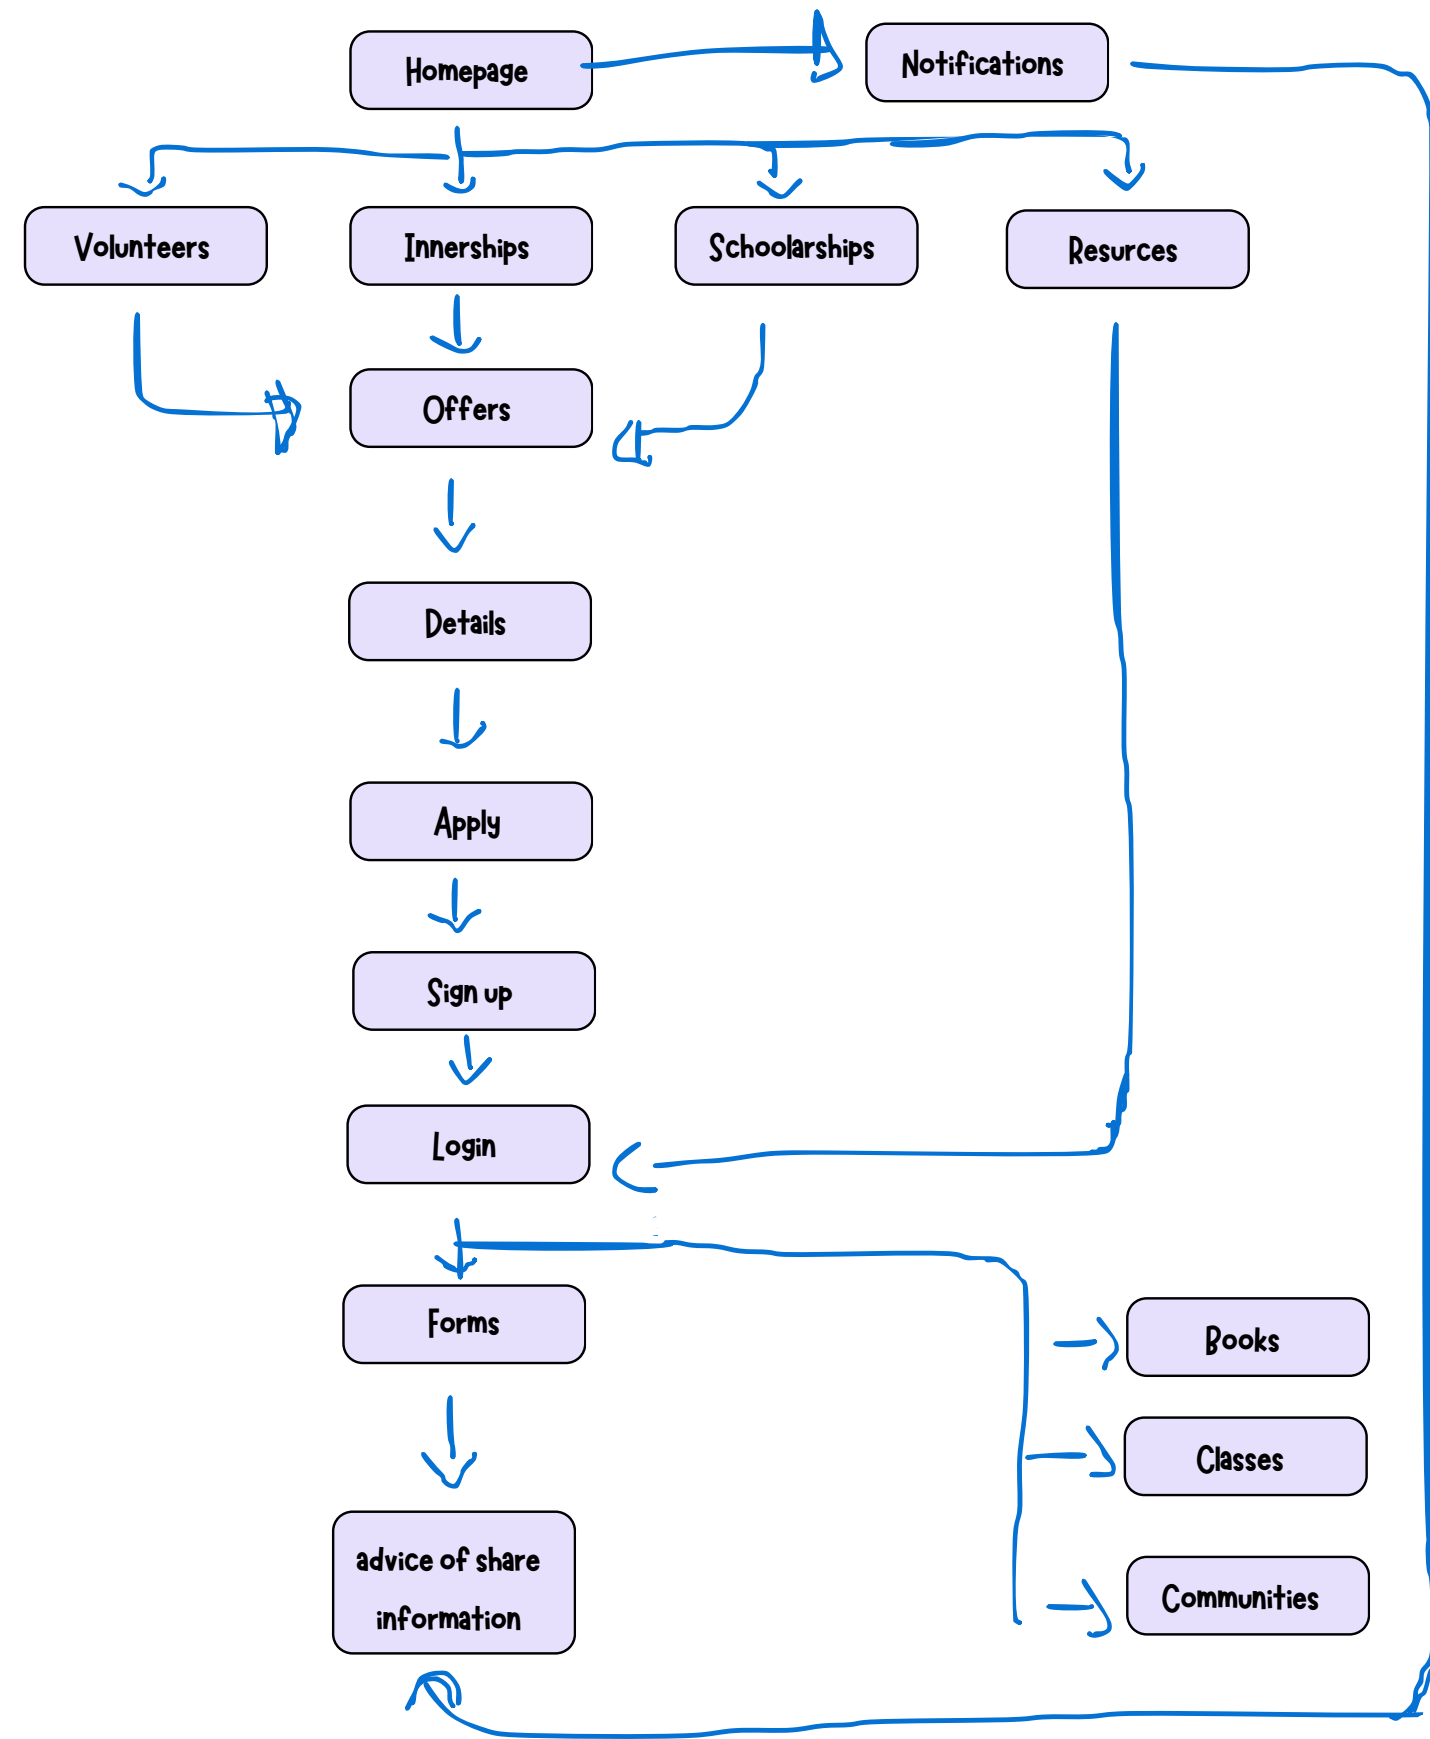 Homepage
Notifications
Volunteers
Innerships
Schoolarships
Resurces
Offers
Details
Apply
Sign up
Login
Forms
Books
Classes
advice of share
information
Communities